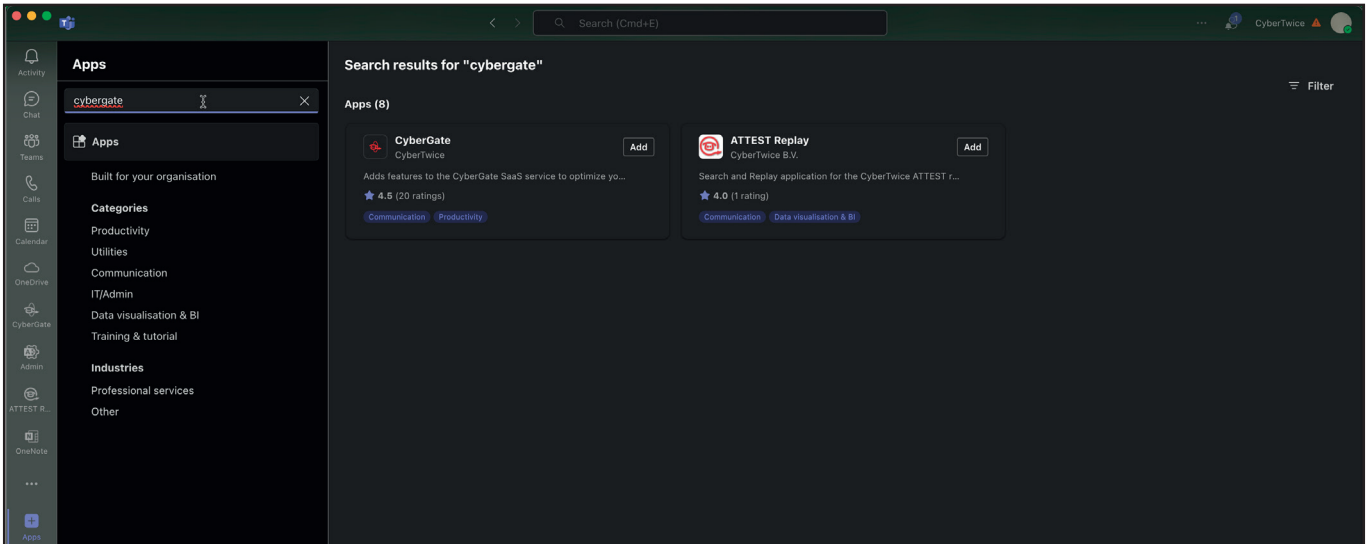 Search (Cmd+E)
1
CyberTwice
Activity
Chat
Teams
Calls
Calendar
OneDrive
CyberGate
Admin
ATTEST R...
OneNote
Apps
Apps
cybergate
Apps
Built for your organisation
Categories
Productivity
Utilities
Communication
IT/Admin
Data visualisation & BI
Training & tutorial
Industries
Professional services
Other
Search results for "cybergate"
Filter
Apps (8)
CyberGate
CyberTwice
Add
Adds features to the CyberGate SaaS service to optimize yo...
4.5 (20 ratings)
Communication Productivity
ATTEST Replay
CyberTwice B.V.
Add
Search and Replay application for the CyberTwice ATTEST r...
4.0 (1 rating)
Communication Data visualisation & BI